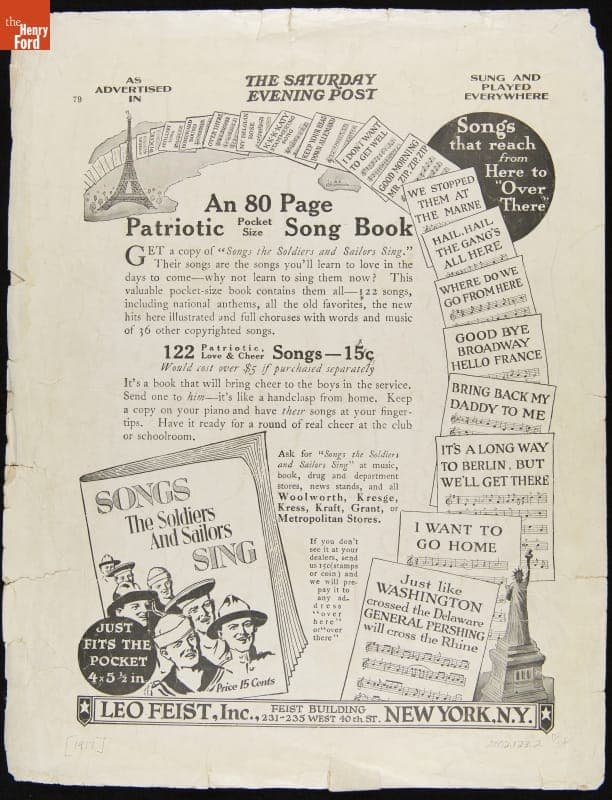 the
Henry
Ford
AS
ADVERTISED
IN
THE SATURDAY
EVENING POST
SUNG AND
PLAYED
EVERYWHERE
79
OVER THERE
K-K-K-KATY
KEEP YOUR HEAD
DOWN ALLEMAND
I DON'T WANT
TO GET WELL
GOOD MORNING
MR. ZIP, ZIP, ZIP
Songs
that reach
from
Here to
"Over
There"
WE STOPPED
THEM AT
THE MARNE
HAIL, HAIL
THE GANG'S
ALL HERE
WHERE DO WE
GO FROM HERE
GOOD BYE
BROADWAY
HELLO FRANCE
BRING BACK MY
DADDY TO ME
IT'S A LONG WAY
TO BERLIN, BUT
WE'LL GET THERE
I WANT TO
GO HOME
Just like
WASHINGTON
crossed the Delaware
GENERAL PERSHING
will cross the Rhine
An 80 Page
Patriotic Pocket Size Song Book
GET a copy of "Songs the Soldiers and Sailors Sing."
Their songs are the songs you'll learn to love in the
days to come—why not learn to sing them now? This
valuable pocket-size book contains them all—122 songs,
including national anthems, all the old favorites, the new
hits here illustrated and full choruses with words and music
of 36 other copyrighted songs.
122 Patriotic, Love & Cheer Songs—15c
Would cost over $5 if purchased separately
It's a book that will bring cheer to the boys in the service.
Send one to him—it's like a handclasp from home. Keep
a copy on your piano and have their songs at your finger-
tips. Have it ready for a round of real cheer at the club
or schoolroom.
Ask for "Songs the Soldiers
and Sailors Sing" at music,
book, drug and department
stores, news stands, and all
Woolworth, Kresge,
Kress, Kraft, Grant, or
Metropolitan Stores.
If you don't
see it at your
dealers, send
us 15c (stamps
or coin) and
we will pre-
pay it to
any ad-
dress
"over
here"
or "over
there"
SONGS
The Soldiers
And Sailors
SING
JUST
FITS THE
POCKET
4 x 5 ½ in
Price 15 Cents
LEO FEIST, Inc., FEIST BUILDING 231-235 WEST 40th ST. NEW YORK, N.Y.
[1917]
2002.123.2